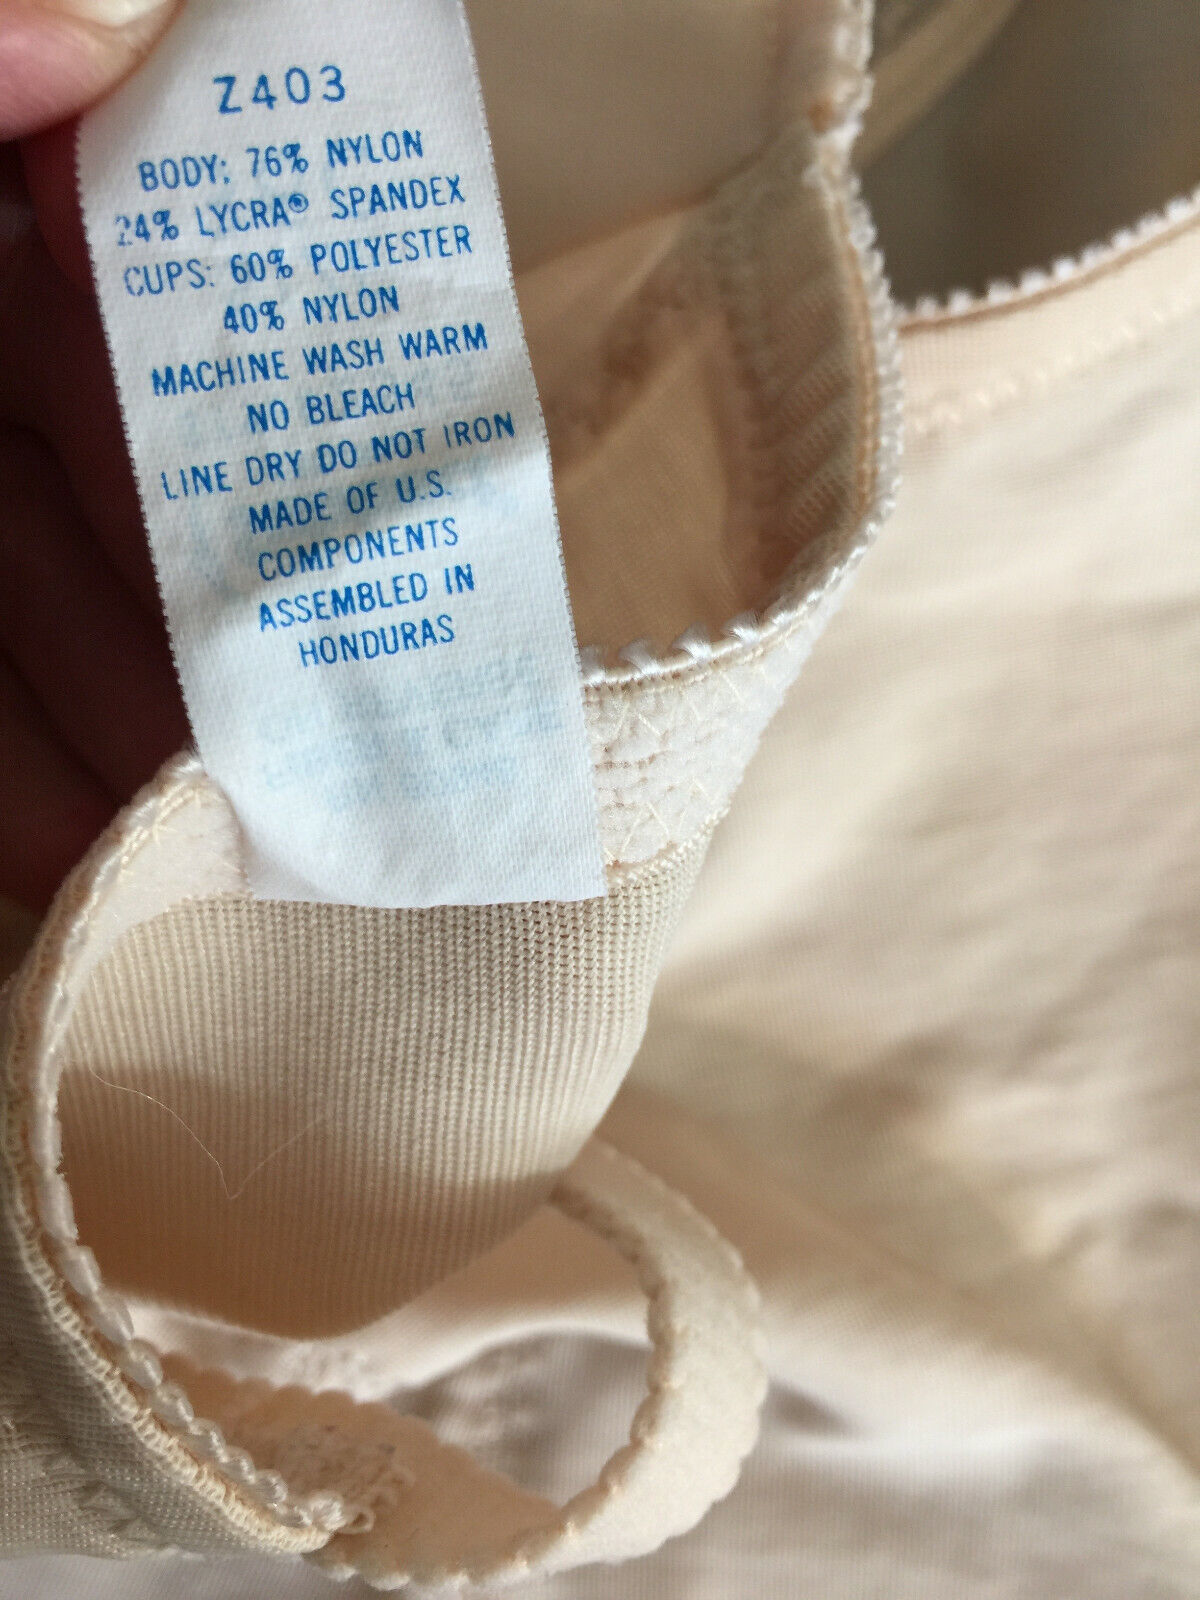 Z403
BODY: 76% NYLON
24% LYCRA® SPANDEX
CUPS: 60% POLYESTER
40% NYLON
MACHINE WASH WARM
NO BLEACH
LINE DRY DO NOT IRON
MADE OF U.S.
COMPONENTS
ASSEMBLED IN
HONDURAS